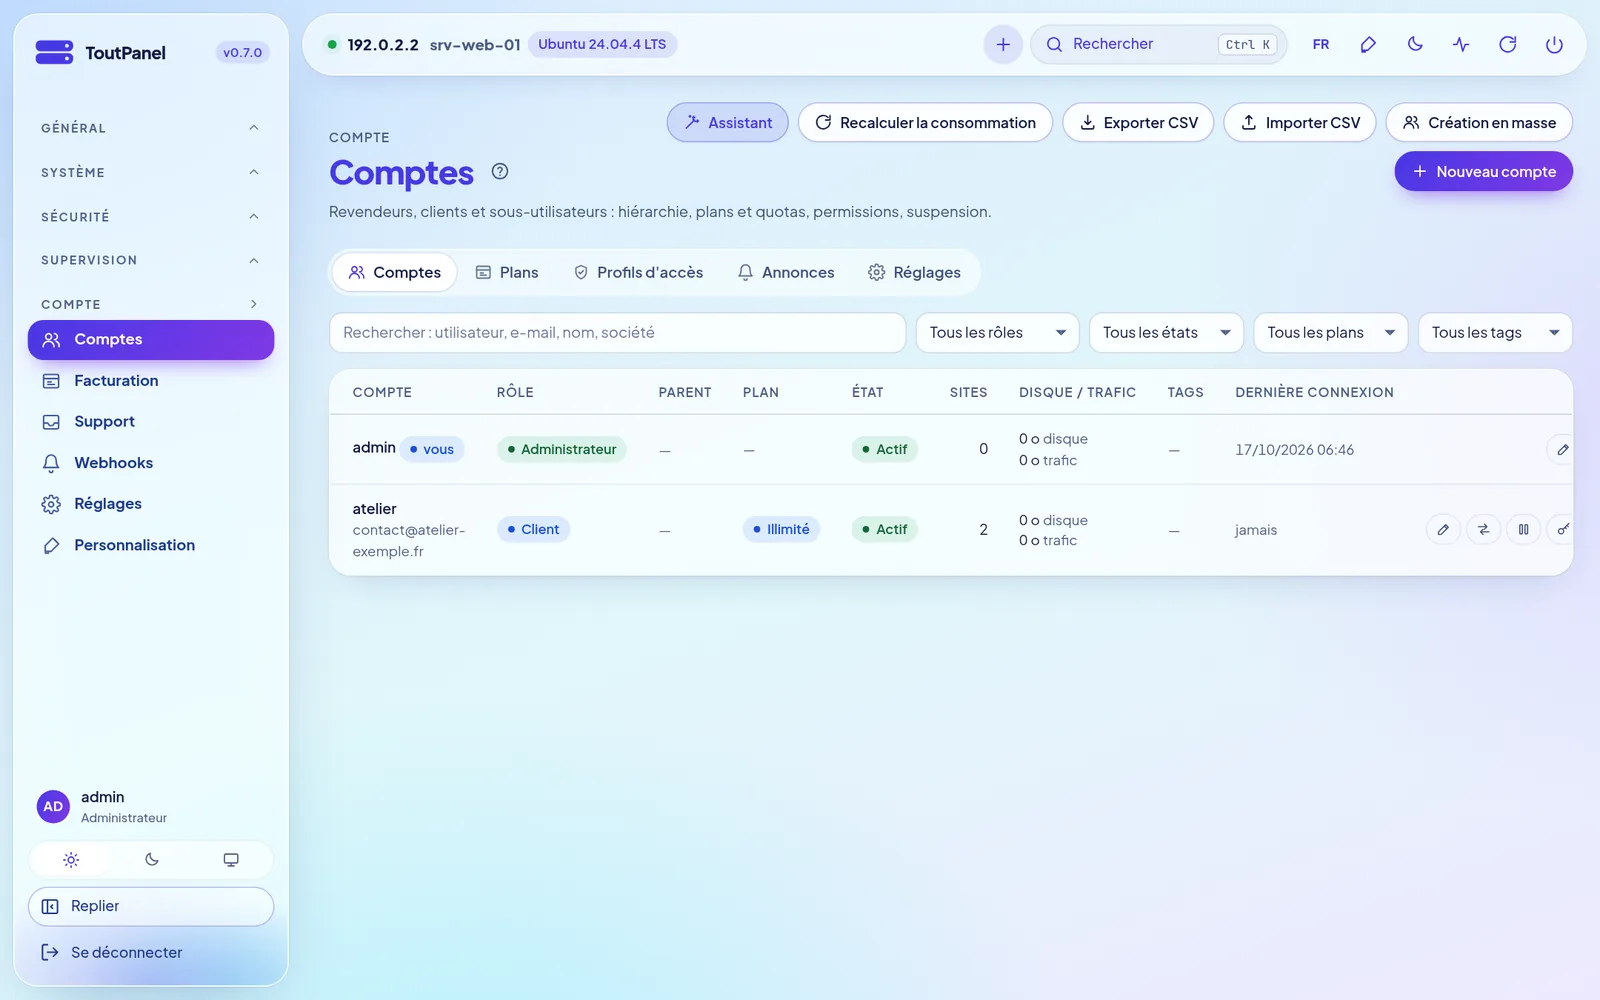 ToutPanel
v0.7.0
GÉNÉRAL
SYSTÈME
SÉCURITÉ
SUPERVISION
COMPTE
Comptes
Facturation
Support
Webhooks
Réglages
Personnalisation
AD
admin
Administrateur
Replier
Se déconnecter
192.0.2.2 srv-web-01 Ubuntu 24.04.4 LTS
Rechercher
Ctrl K
FR
COMPTE
Comptes
Revendeurs, clients et sous-utilisateurs : hiérarchie, plans et quotas, permissions, suspension.
Assistant
Recalculer la consommation
Exporter CSV
Importer CSV
Création en masse
Nouveau compte
Comptes
Plans
Profils d'accès
Annonces
Réglages
Rechercher : utilisateur, e-mail, nom, société
Tous les rôles
Tous les états
Tous les plans
Tous les tags
COMPTE RÔLE PARENT PLAN ÉTAT SITES DISQUE / TRAFIC TAGS DERNIÈRE CONNEXION
admin vous Administrateur — — Actif 0 0 o disque — 17/10/2026 06:46
0 o trafic
atelier
contact@atelier-
exemple.fr
Client — Illimité Actif 2 0 o disque — jamais
0 o trafic